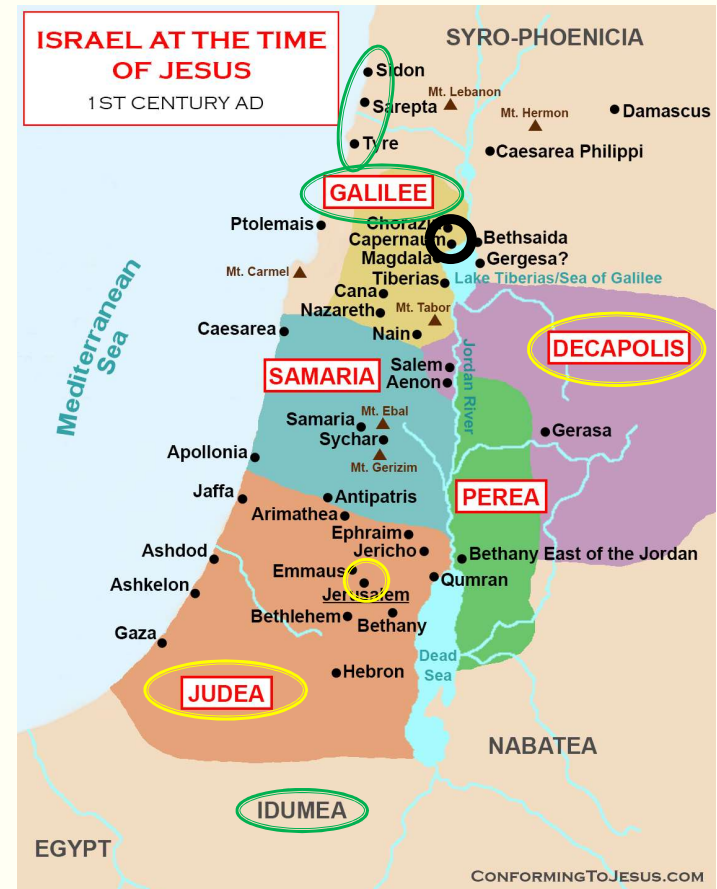 ISRAEL AT THE TIME
OF JESUS
1ST CENTURY AD
SYRO-PHOENICIA
Sidon
Mt. Lebanon
Sarepta
Mt. Hermon
Damascus
Tyre
Caesarea Philippi
GALILEE
Ptolemais
Capernaum
Bethsaida
Magdala
Gergesa?
Mt. Carmel
Tiberias
Lake Tiberias/Sea of Galilee
Cana
Nazareth
Mt. Tabor
Mediterranean
Sea
Caesarea
Nain
Jordan River
DECAPOLIS
SAMARIA
Salem
Aenon
Samaria
Mt. Ebal
Sychar
Mt. Gerizim
Gerasa
Apollonia
Jaffa
Antipatris
PEREA
Arimathea
Ephraim
Jericho
Ashdod
Bethany East of the Jordan
Emmaus
Qumran
Ashkelon
Jerusalem
Bethlehem
Bethany
Gaza
Dead
Sea
Hebron
JUDEA
NABATEA
IDUMEA
EGYPT
CONFORMINGTOJESUS.COM